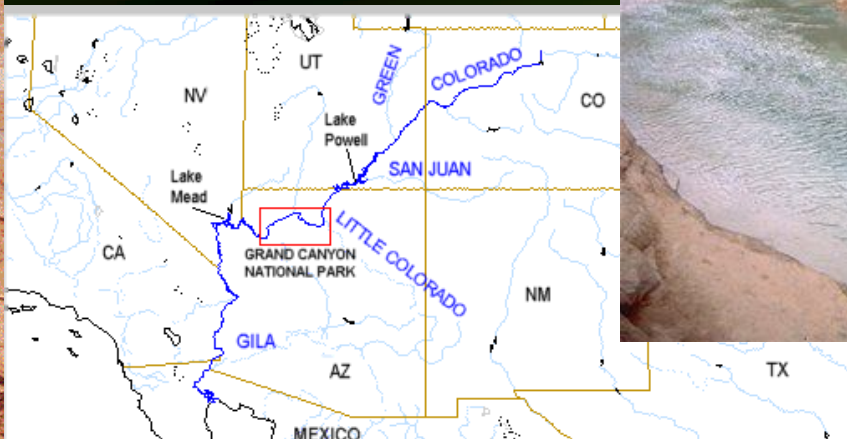 UT
GREEN
COLORADO
NV
CO
Lake
Powell
SAN JUAN
Lake
Mead
LITTLE COLORADO
CA
GRAND CANYON
NATIONAL PARK
NM
GILA
AZ
TX
MEXICO